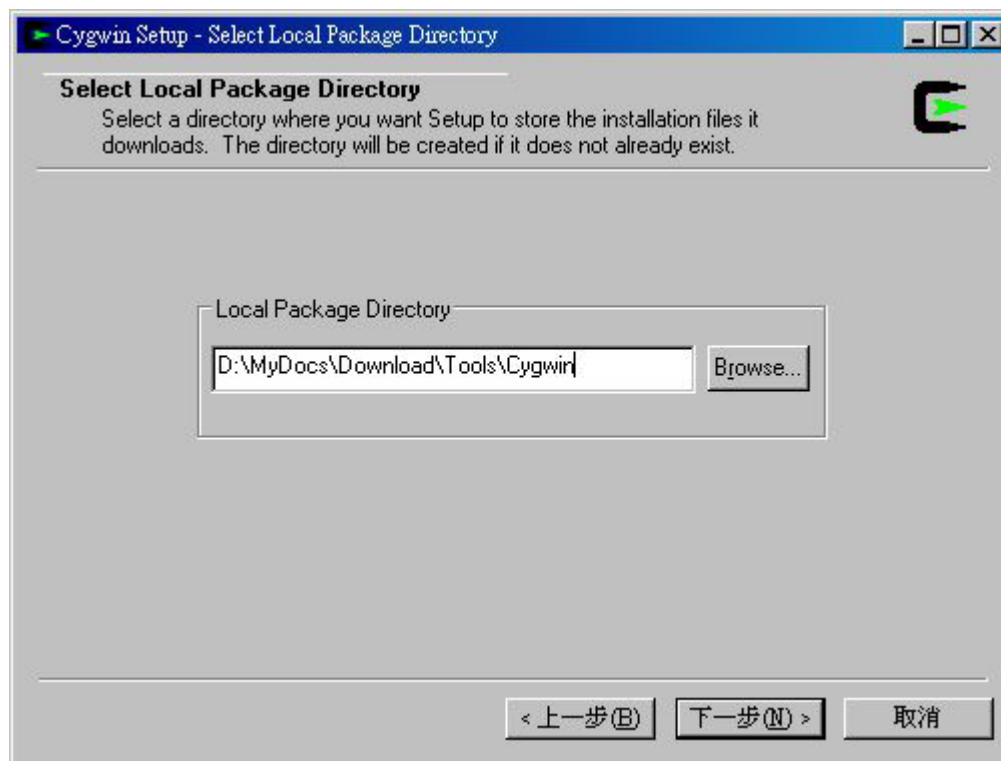 Cygwin Setup - Select Local Package Directory
Select Local Package Directory
Select a directory where you want Setup to store the installation files it
downloads. The directory will be created if it does not already exist.
Local Package Directory
D:\MyDocs\Download\Tools\Cygwin
Browse...
< 上一步(B) 下一步(N) > 取消